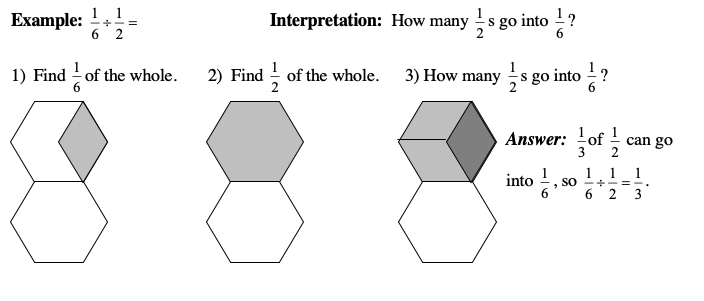 Example: 1/6 ÷ 1/2 = Interpretation: How many 1/2 s go into 1/6 ?
1) Find 1/6 of the whole. 2) Find 1/2 of the whole. 3) How many 1/2 s go into 1/6 ?
Answer: 1/3 of 1/2 can go
into 1/6 , so 1/6 ÷ 1/2 = 1/3 .